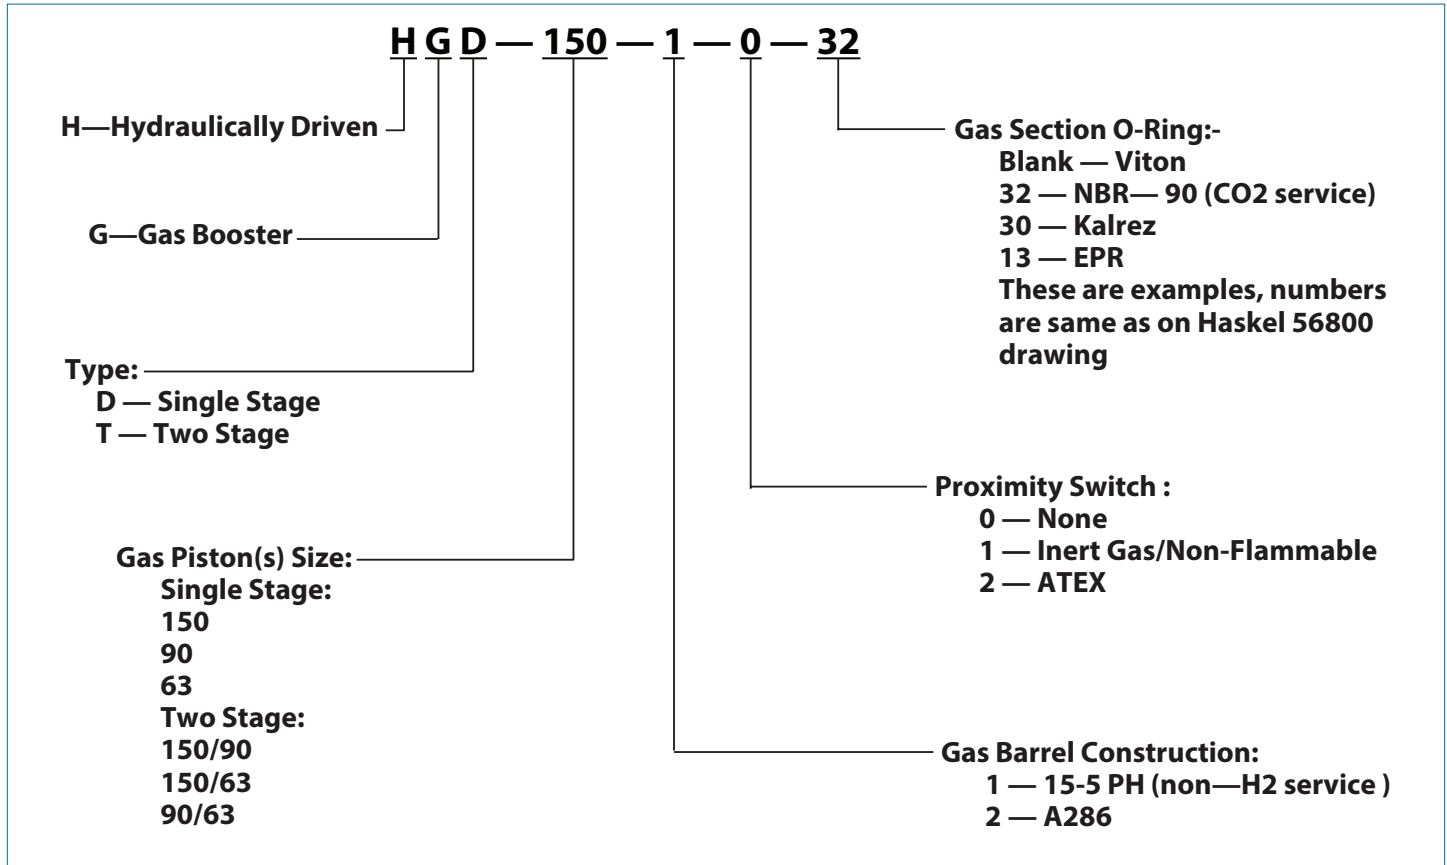 H G D — 150 — 1 — 0 — 32
H—Hydraulically Driven
G—Gas Booster
Type:
D — Single Stage
T — Two Stage
Gas Piston(s) Size:
Single Stage:
150
90
63
Two Stage:
150/90
150/63
90/63
Gas Section O-Ring:-
Blank — Viton
32 — NBR— 90 (CO2 service)
30 — Kalrez
13 — EPR
These are examples, numbers
are same as on Haskel 56800
drawing
Proximity Switch :
0 — None
1 — Inert Gas/Non-Flammable
2 — ATEX
Gas Barrel Construction:
1 — 15-5 PH (non—H2 service )
2 — A286